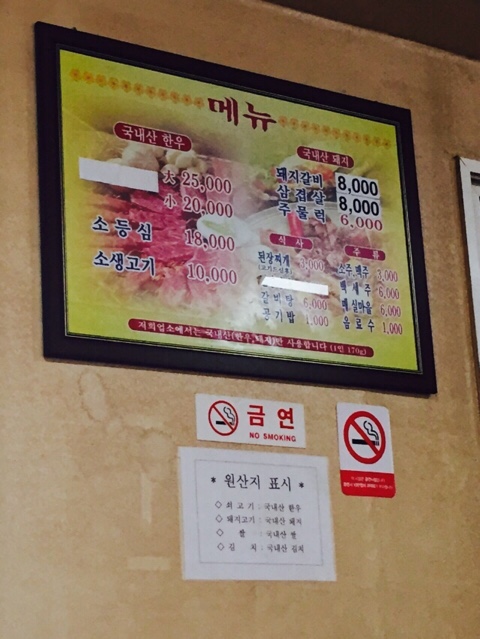 메뉴
국내산 한우
大 25,000
小 20,000
소등심 18,000
소생고기 10,000
국내산 돼지
돼지갈비 8,000
삼겹살 8,000
주물력 6,000
식사
된장찌개
갈비탕 6,000
공기밥 1,000
주류
소주,맥주 3,000
백세주 6,000
매실마을 6,000
음료수 1,000
저희업소에서는 국내산(한우,돼지)만 사용합니다 (1인 170g)
금연
NO SMOKING
* 원산지 표시 *
◇ 쇠고기 : 국내산 한우
◇ 돼지고기 : 국내산 돼지
◇ 쌀 : 국내산 쌀
◇ 김치 : 국내산 김치